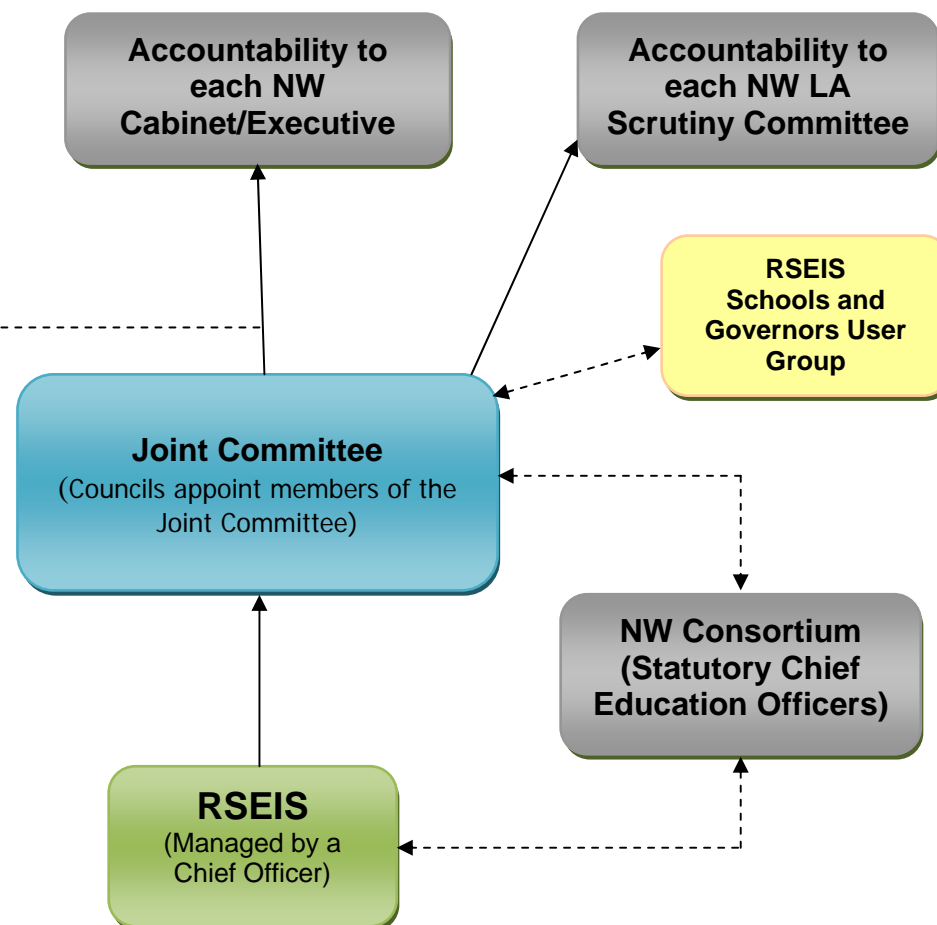 Accountability to
each NW
Cabinet/Executive
Accountability to
each NW LA
Scrutiny Committee
RSEIS
Schools and
Governors User
Group
Joint Committee
(Councils appoint members of the
Joint Committee)
NW Consortium
(Statutory Chief
Education Officers)
RSEIS
(Managed by a
Chief Officer)